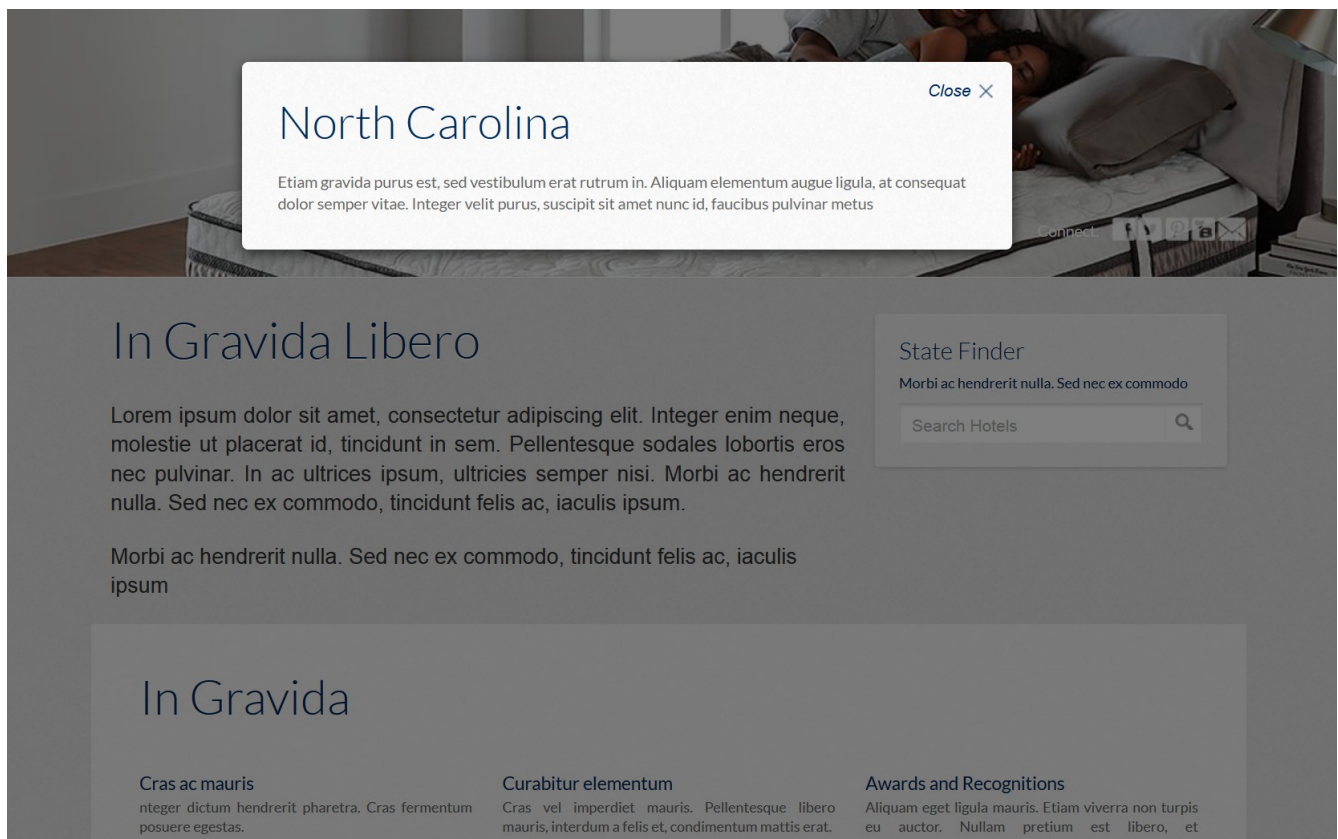 Close
North Carolina
Etiam gravida purus est, sed vestibulum erat rutrum in. Aliquam elementum augue ligula, at consequat
dolor semper vitae. Integer velit purus, suscipit sit amet nunc id, faucibus pulvinar metus
Connect:
In Gravida Libero
Lorem ipsum dolor sit amet, consectetur adipiscing elit. Integer enim neque,
molestie ut placerat id, tincidunt in sem. Pellentesque sodales lobortis eros
nec pulvinar. In ac ultrices ipsum, ultricies semper nisi. Morbi ac hendrerit
nulla. Sed nec ex commodo, tincidunt felis ac, iaculis ipsum.
Morbi ac hendrerit nulla. Sed nec ex commodo, tincidunt felis ac, iaculis
ipsum
State Finder
Morbi ac hendrerit nulla. Sed nec ex commodo
Search Hotels
In Gravida
Cras ac mauris
nteger dictum hendrerit pharetra. Cras fermentum
posuere egestas.
Curabitur elementum
Cras vel imperdiet mauris. Pellentesque libero
mauris, interdum a felis et, condimentum mattis erat.
Awards and Recognitions
Aliquam eget ligula mauris. Etiam viverra non turpis
eu auctor. Nullam pretium est libero, et